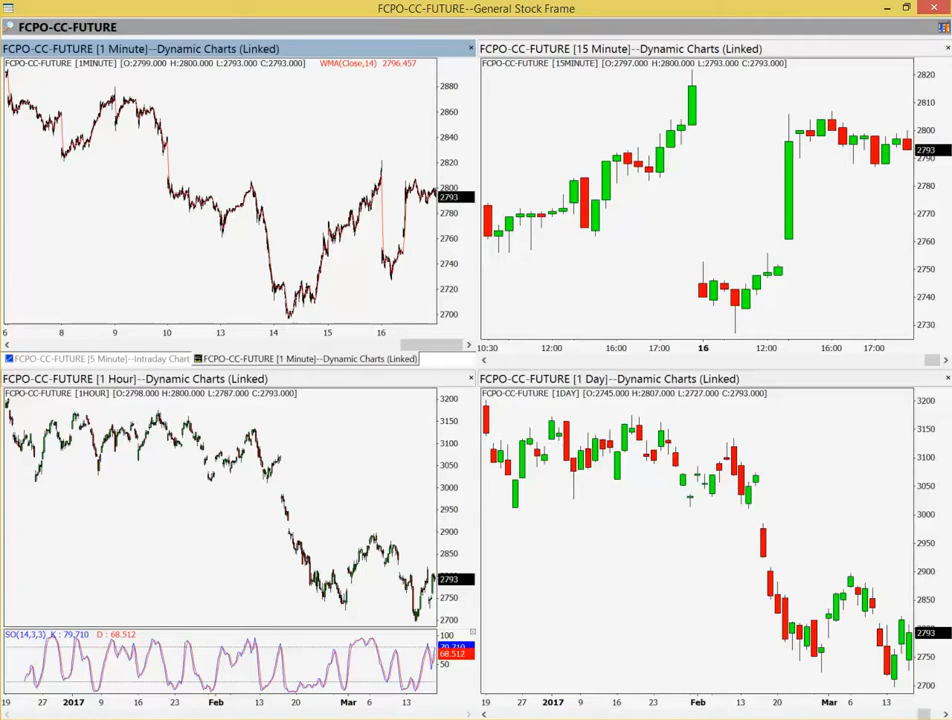 FCPO-CC-FUTURE--General Stock Frame
FCPO-CC-FUTURE
FCPO-CC-FUTURE [1 Minute]--Dynamic Charts (Linked)
FCPO-CC-FUTURE [1MINUTE] [O:2799.000 H:2800.000 L:2793.000 C:2793.000] WMA(Close,14) 2796.457
2880
2860
2840
2820
2800
2793
2780
2760
2740
2720
2700
6 8 9 10 13 14 15 16
FCPO-CC-FUTURE [5 Minute]--Intraday Chart
FCPO-CC-FUTURE [1 Minute]--Dynamic Charts (Linked)
FCPO-CC-FUTURE [15 Minute]--Dynamic Charts (Linked)
FCPO-CC-FUTURE [15MINUTE] [O:2797.000 H:2800.000 L:2793.000 C:2793.000]
2820
2810
2800
2793
2790
2780
2770
2760
2750
2740
2730
10:30 12:00 16:00 17:00 16 12:00 16:00 17:00
FCPO-CC-FUTURE [1 Hour]--Dynamic Charts (Linked)
FCPO-CC-FUTURE [1HOUR] [O:2798.000 H:2800.000 L:2787.000 C:2793.000]
3200
3150
3100
3050
3000
2950
2900
2850
2800
2793
2750
2700
SO(14,3,3) K : 79.710 D : 68.512
100
68.512
50
19 27 2017 9 16 23 Feb 6 13 20 Mar 6 13
FCPO-CC-FUTURE [1 Day]--Dynamic Charts (Linked)
FCPO-CC-FUTURE [1DAY] [O:2745.000 H:2807.000 L:2727.000 C:2793.000]
3200
3150
3100
3050
3000
2950
2900
2850
2800
2793
2750
2700
19 27 2017 9 16 23 Feb 6 13 20 Mar 6 13